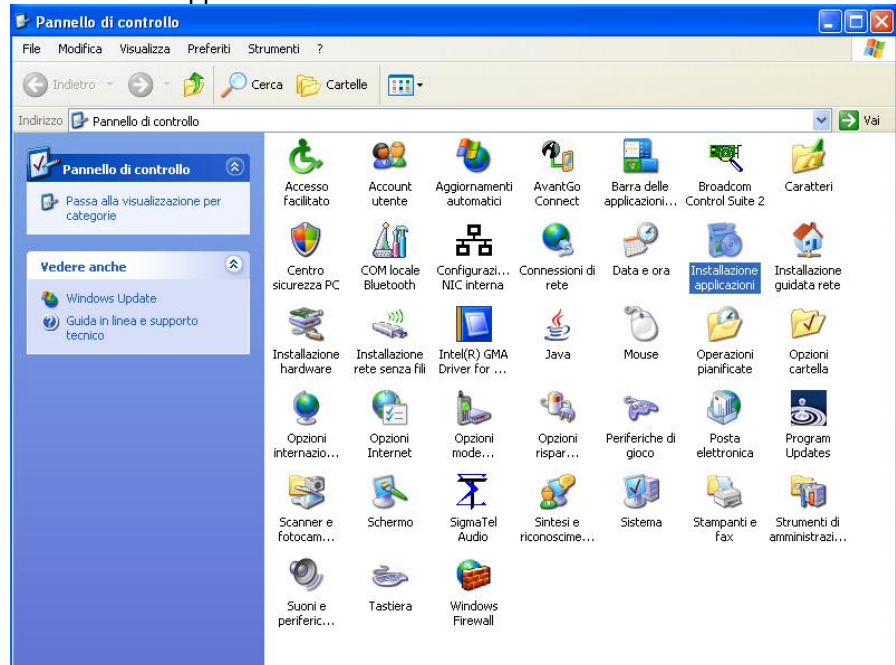 Pannello di controllo
File Modifica Visualizza Preferiti Strumenti ?
Indietro Cerca Cartelle
Indirizzo Pannello di controllo Vai
Pannello di controllo
Passa alla visualizzazione per
categorie
Vedere anche
Windows Update
Guida in linea e supporto
tecnico
Accesso
facilitato
Account
utente
Aggiornamenti
automatici
AvantGo
Connect
Barra delle
applicazioni...
Broadcom
Control Suite 2
Caratteri
Centro
sicurezza PC
COM locale
Bluetooth
Configurazi...
NIC interna
Connessioni di
rete
Data e ora
Installazione
applicazioni
Installazione
guidata rete
Installazione
hardware
Installazione
rete senza fili
Intel(R) GMA
Driver for ...
Java
Mouse
Operazioni
pianificate
Opzioni
cartella
Opzioni
internazio...
Opzioni
Internet
Opzioni
mode...
Opzioni
rispar...
Periferiche di
gioco
Posta
elettronica
Program
Updates
Scanner e
fotocam...
Schermo
SigmaTel
Audio
Sintesi e
riconoscime...
Sistema
Stampanti e
fax
Strumenti di
amministrazi...
Suoni e
periferic...
Tastiera
Windows
Firewall